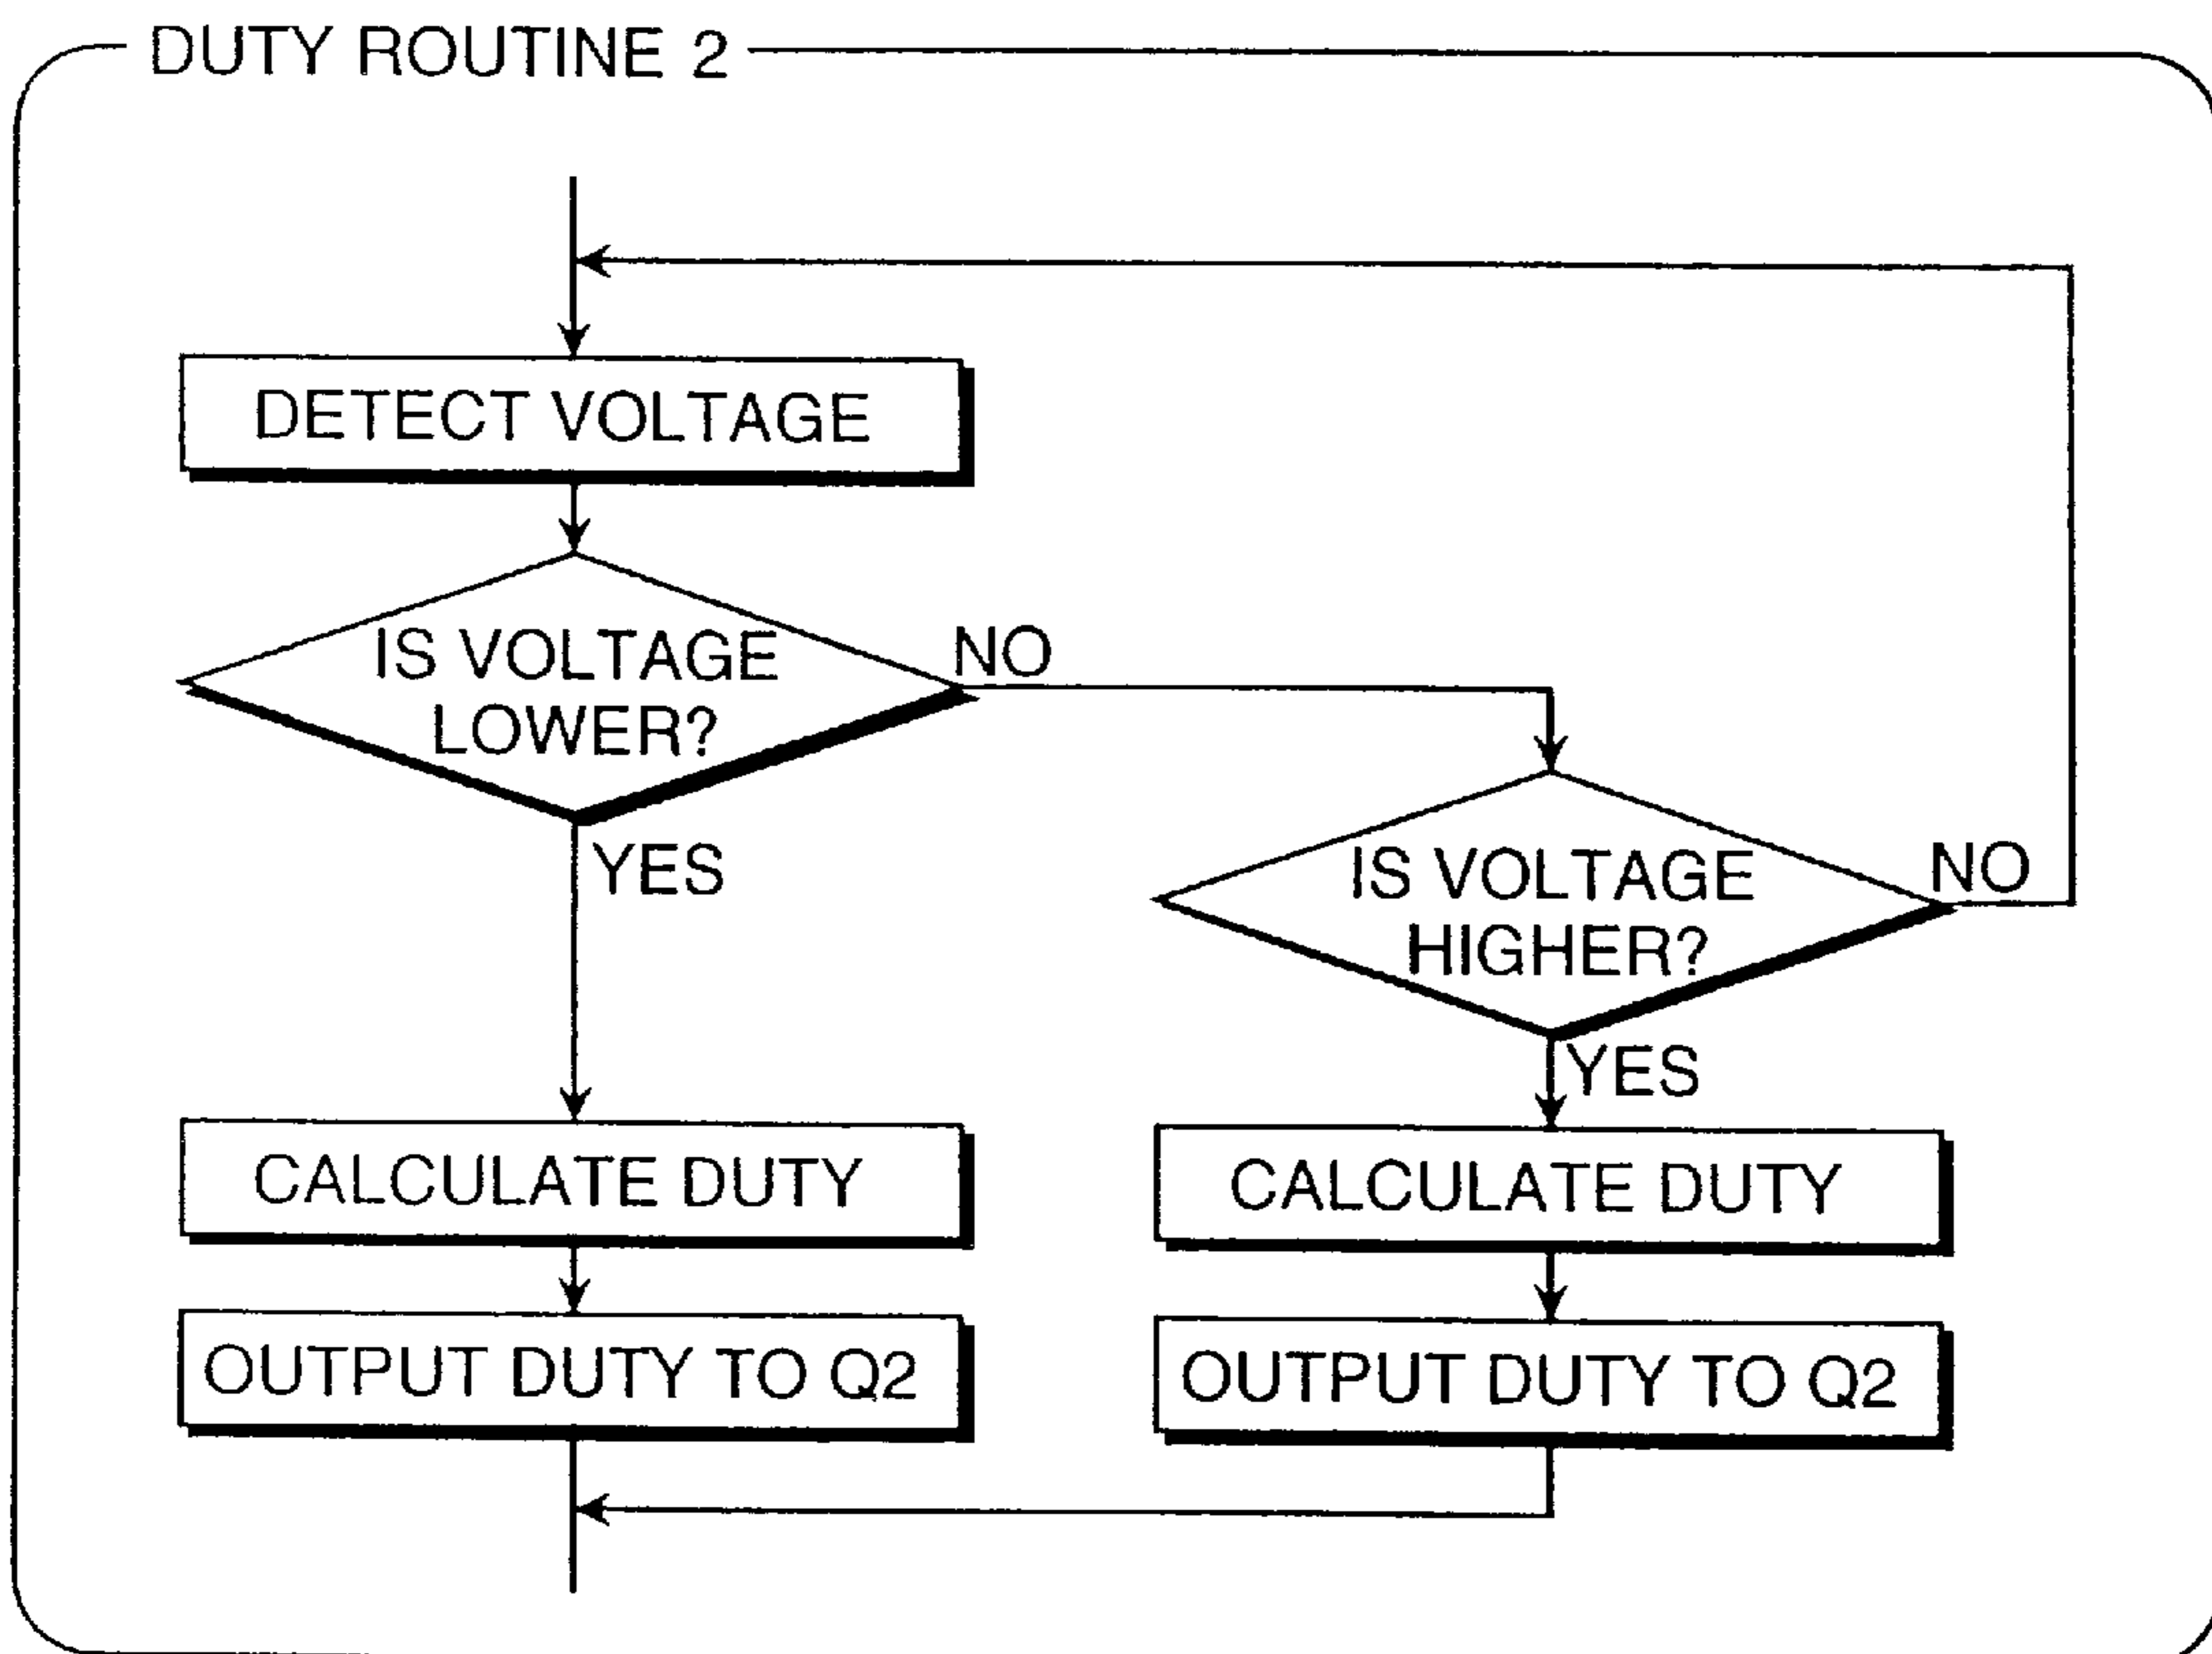 DUTY ROUTINE 2
DETECT VOLTAGE
IS VOLTAGE
LOWER?
NO
YES
IS VOLTAGE
HIGHER?
NO
YES
CALCULATE DUTY
OUTPUT DUTY TO Q2
CALCULATE DUTY
OUTPUT DUTY TO Q2